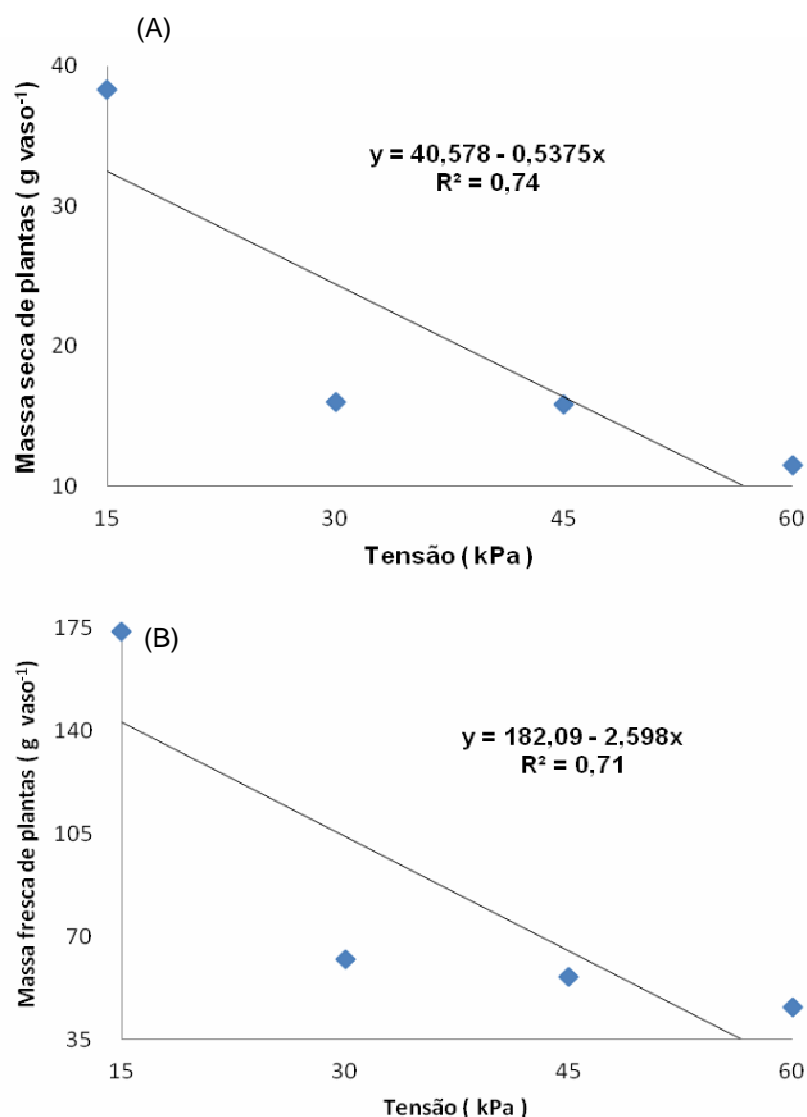 (A)
Massa seca de plantas ( g vaso⁻¹)
40
30
20
10
y = 40,578 - 0,5375x
R² = 0,74
15 30 45 60
Tensão ( kPa )
(B)
Massa fresca de plantas ( g vaso⁻¹)
175
140
105
70
35
y = 182,09 - 2,598x
R² = 0,71
15 30 45 60
Tensão ( kPa )